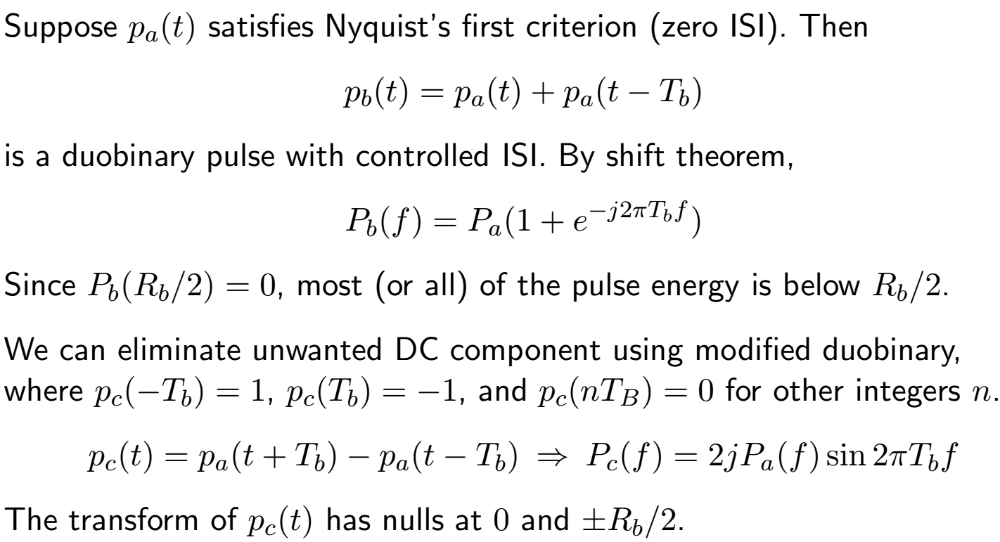 Suppose $p_a(t)$ satisfies Nyquist's first criterion (zero ISI). Then
$p_b(t) = p_a(t) + p_a(t - T_b)$
is a duobinary pulse with controlled ISI. By shift theorem,
$P_b(f) = P_a(1 + e^{-j2\pi T_b f})$
Since $P_b(R_b/2) = 0$, most (or all) of the pulse energy is below $R_b/2$.
We can eliminate unwanted DC component using modified duobinary,
where $p_c(-T_b) = 1$, $p_c(T_b) = -1$, and $p_c(nT_B) = 0$ for other integers $n$.
$p_c(t) = p_a(t + T_b) - p_a(t - T_b) \Rightarrow P_c(f) = 2jP_a(f) \sin 2\pi T_b f$
The transform of $p_c(t)$ has nulls at $0$ and $\pm R_b/2$.